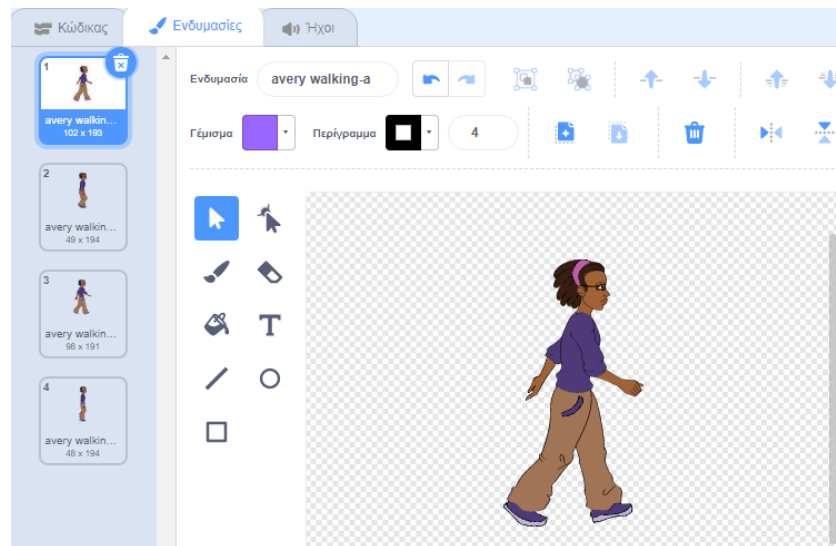 Κώδικας
Ενδυμασίες
Ήχοι
1
avery walkin...
102 x 193
2
avery walkin...
49 x 194
3
avery walkin...
98 x 191
4
avery walkin...
48 x 194
Ενδυμασία avery walking-a
Γέμισμα Περίγραμμα 4
T